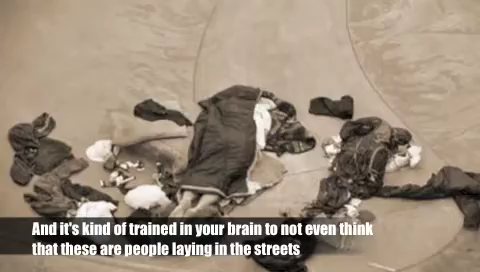 And it's kind of trained in your brain to not even think
that these are people laying in the streets